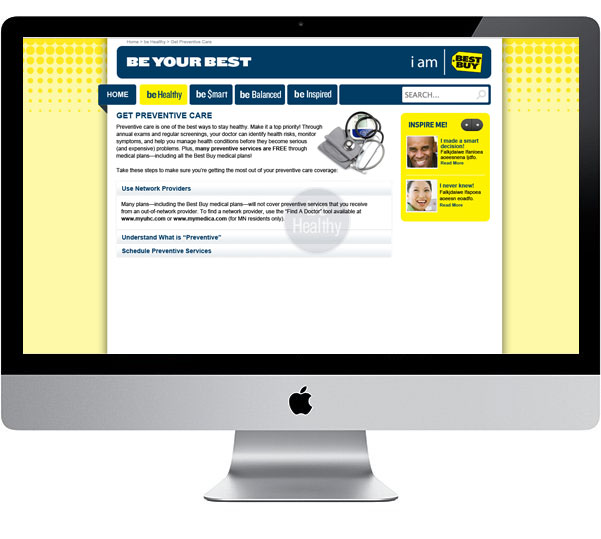 Home > be Healthy > Get Preventive Care
BE YOUR BEST
i am
BEST BUY
HOME
be Healthy
be $mart
be Balanced
be Inspired
SEARCH...
GET PREVENTIVE CARE
Preventive care is one of the best ways to stay healthy. Make it a top priority! Through
annual exams and regular screenings, your doctor can identify health risks, monitor
symptoms, and help you manage health conditions before they become serious
(and expensive) problems. Plus, many preventive services are FREE through
medical plans—including all the Best Buy medical plans!
Take these steps to make sure you're getting the most out of your preventive care coverage:
Use Network Providers
Many plans—including the Best Buy medical plans—will not cover preventive services that you receive
from an out-of-network provider. To find a network provider, use the "Find A Doctor" tool available at
www.myuhc.com or www.mymedica.com (for MN residents only).
Healthy
Understand What is "Preventive"
Schedule Preventive Services
INSPIRE ME!
I made a smart
decision!
Read More
I never knew!
Read More